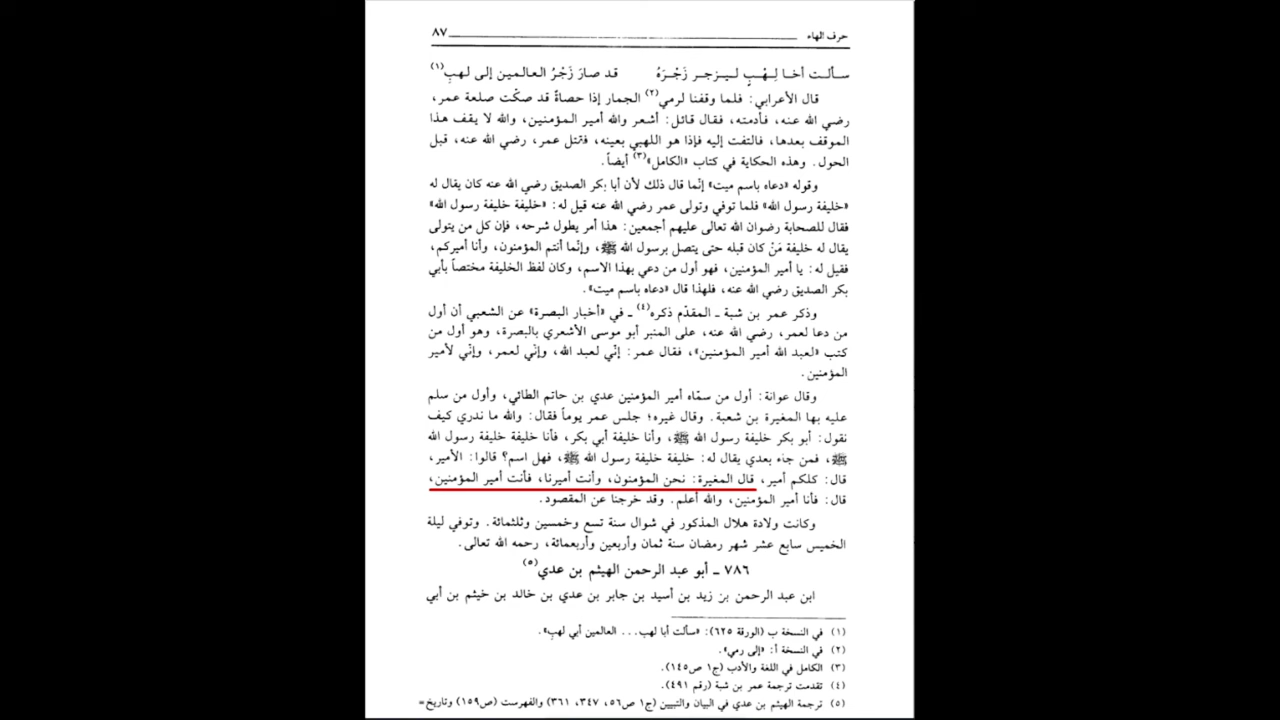 حرف الهاء ٨٧
سألت أخا لِهْبٍ ليزجر زَجْرَهُ قد صارَ زَجْرُ العالمين إلى لهبِ(١)
قال الأعرابي: فلما وقفنا لرمي(٢) الجمار إذا حصاةٌ قد صكّت صلعة عمر،
رضي الله عنه، فأدمته، فقال قائل: أشعر والله أمير المؤمنين، والله لا يقف هذا
الموقف بعدها، فالتفت إليه فإذا هو اللهبي بعينه، فقتل عمر، رضي الله عنه، قبل
الحول. وهذه الحكاية في كتاب «الكامل»(٣) أيضاً.
وقوله «دعاه باسم ميت» إنّما قال ذلك لأن أبا بكر الصديق رضي الله عنه كان يقال له
«خليفة رسول الله» فلما توفي وتولى عمر رضي الله عنه قيل له: «خليفة خليفة رسول الله»
فقال للصحابة رضوان الله تعالى عليهم أجمعين: هذا أمر يطول شرحه، فإن كل من يتولى
يقال له خليفة مَنْ كان قبله حتى يتصل برسول الله ﷺ، وإنّما أنتم المؤمنون، وأنا أميركم،
فقيل له: يا أمير المؤمنين، فهو أول من دعي بهذا الاسم، وكان لفظ الخليفة مختصاً بأبي
بكر الصديق رضي الله عنه، فلهذا قال «دعاه باسم ميت».
وذكر عمر بن شبة ـ المقدّم ذكره(٤) ـ في «أخبار البصرة» عن الشعبي أن أول
من دعا لعمر، رضي الله عنه، على المنبر أبو موسى الأشعري بالبصرة، وهو أول من
كتب «لعبد الله أمير المؤمنين»، فقال عمر: إنّي لعبد الله، وإنّي لعمر، وإنّي لأمير
المؤمنين.
وقال عوانة: أول من سمّاه أمير المؤمنين عدي بن حاتم الطائي، وأول من سلم
عليه بها المغيرة بن شعبة. وقال غيره؛ جلس عمر يوماً فقال: والله ما ندري كيف
نقول: أبو بكر خليفة رسول الله ﷺ، وأنا خليفة أبي بكر، فأنا خليفة خليفة رسول الله
ﷺ، فمن جاء بعدي يقال له: خليفة خليفة رسول الله ﷺ، فهل اسم؟ قالوا: الأمير،
قال: كلكم أمير، قال المغيرة: نحن المؤمنون، وأنت أميرنا، فأنت أمير المؤمنين،
قال: فأنا أمير المؤمنين، والله أعلم. وقد خرجنا عن المقصود.
وكانت ولادة هلال المذكور في شوال سنة تسع وخمسين وثلثمائة. وتوفي ليلة
الخميس سابع عشر شهر رمضان سنة ثمان وأربعين وأربعمائة، رحمه الله تعالى.
٧٨٦ ـ أبو عبد الرحمن الهيثم بن عدي(٥)
ابن عبد الرحمن بن زيد بن أسيد بن جابر بن عدي بن خالد بن خيثم بن أبي
(١) في النسخة ب (الورقة ٦٢٥): «سألت أبا لهب... العالمين أبي لهب».
(٢) في النسخة أ: «إلى رمي».
(٣) الكامل في اللغة والأدب (ج١ ص١٤٥).
(٤) تقدمت ترجمة عمر بن شبة (رقم ٤٩١).
(٥) ترجمة الهيثم بن عدي في البيان والتبيين (ج١ ص٥٦، ٣٤٧، ٣٦١) والفهرست (ص١٥٩) وتاريخ=